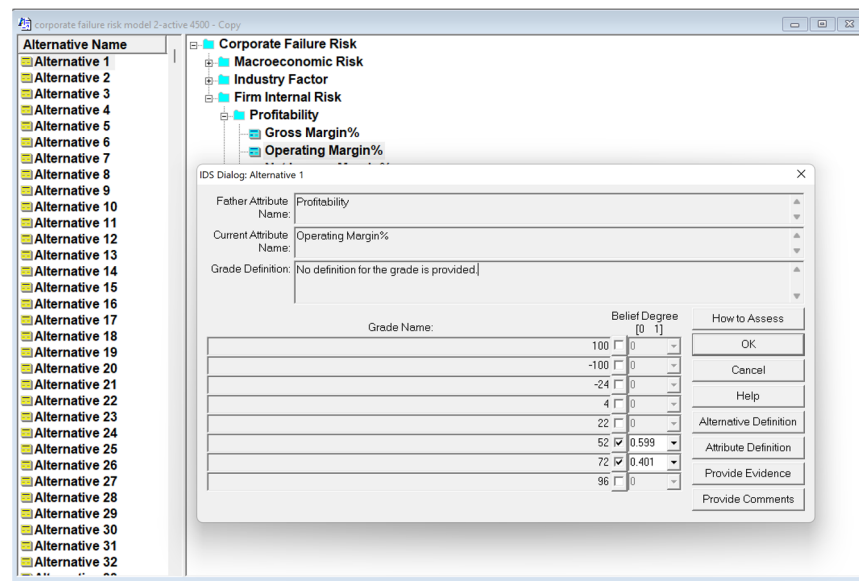 corporate failure risk model 2-active 4500 - Copy
Alternative Name
Alternative 1
Alternative 2
Alternative 3
Alternative 4
Alternative 5
Alternative 6
Alternative 7
Alternative 8
Alternative 9
Alternative 10
Alternative 11
Alternative 12
Alternative 13
Alternative 14
Alternative 15
Alternative 16
Alternative 17
Alternative 18
Alternative 19
Alternative 20
Alternative 21
Alternative 22
Alternative 23
Alternative 24
Alternative 25
Alternative 26
Alternative 27
Alternative 28
Alternative 29
Alternative 30
Alternative 31
Alternative 32
Corporate Failure Risk
Macroeconomic Risk
Industry Factor
Firm Internal Risk
Profitability
Gross Margin%
Operating Margin%
IDS Dialog: Alternative 1
Father Attribute Name: Profitability
Current Attribute Name: Operating Margin%
Grade Definition: No definition for the grade is provided.
Grade Name:
Belief Degree
[0 1]
100 0
-100 0
-24 0
4 0
22 0
52 0.599
72 0.401
96 0
How to Assess
OK
Cancel
Help
Alternative Definition
Attribute Definition
Provide Evidence
Provide Comments